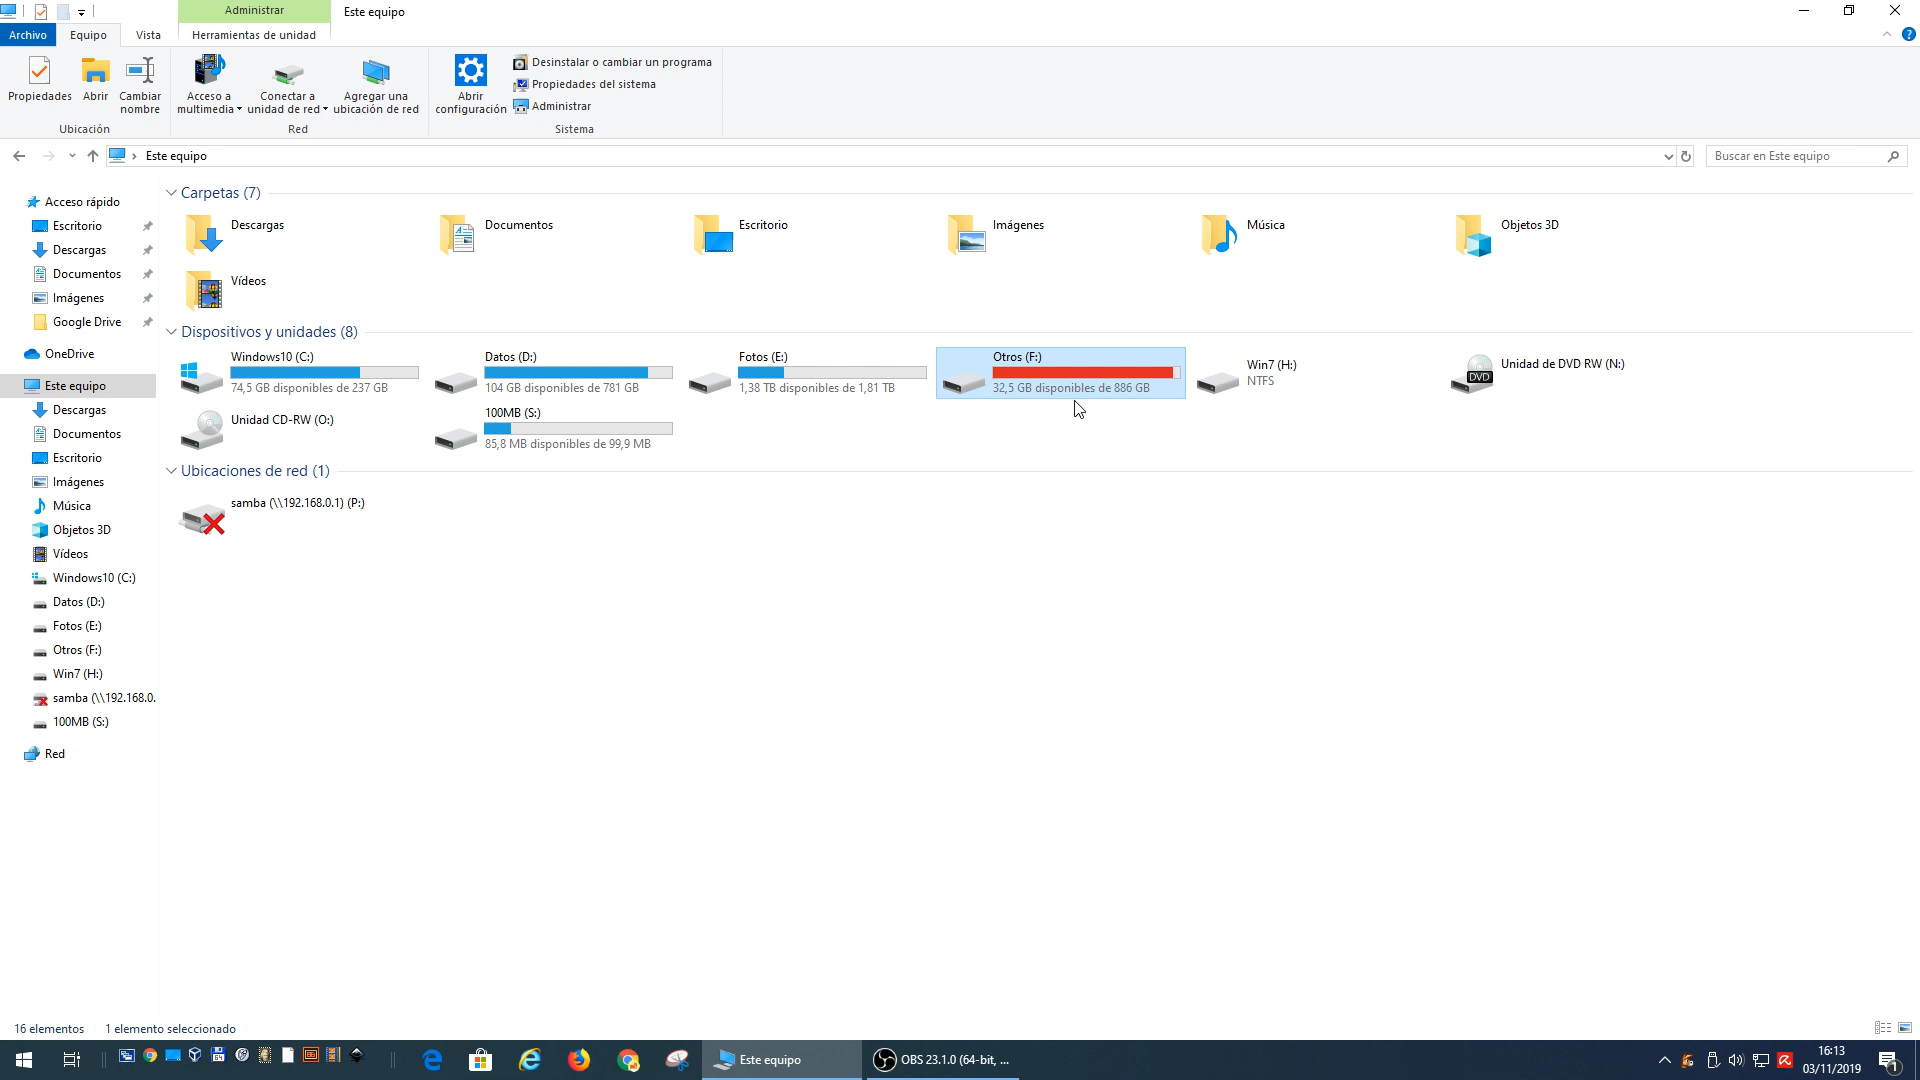 Administrar
Este equipo
Archivo
Equipo
Vista
Herramientas de unidad
Propiedades
Abrir
Cambiar
nombre
Ubicación
Acceso a
multimedia
Conectar a
unidad de red
Agregar una
ubicación de red
Red
Abrir
configuración
Desinstalar o cambiar un programa
Propiedades del sistema
Administrar
Sistema
Este equipo
Buscar en Este equipo
Acceso rápido
Escritorio
Descargas
Documentos
Imágenes
Google Drive
OneDrive
Este equipo
Descargas
Documentos
Escritorio
Imágenes
Música
Objetos 3D
Vídeos
Windows10 (C:)
Datos (D:)
Fotos (E:)
Otros (F:)
Win7 (H:)
samba (\\192.168.0.
100MB (S:)
Red
Carpetas (7)
Descargas
Documentos
Escritorio
Imágenes
Música
Objetos 3D
Vídeos
Dispositivos y unidades (8)
Windows10 (C:)
74,5 GB disponibles de 237 GB
Datos (D:)
104 GB disponibles de 781 GB
Fotos (E:)
1,38 TB disponibles de 1,81 TB
Otros (F:)
32,5 GB disponibles de 886 GB
Win7 (H:)
NTFS
DVD
Unidad de DVD RW (N:)
Unidad CD-RW (O:)
100MB (S:)
85,8 MB disponibles de 99,9 MB
Ubicaciones de red (1)
samba (\\192.168.0.1) (P:)
16 elementos
1 elemento seleccionado
64
Este equipo
OBS 23.1.0 (64-bit, ...
16:13
03/11/2019
1